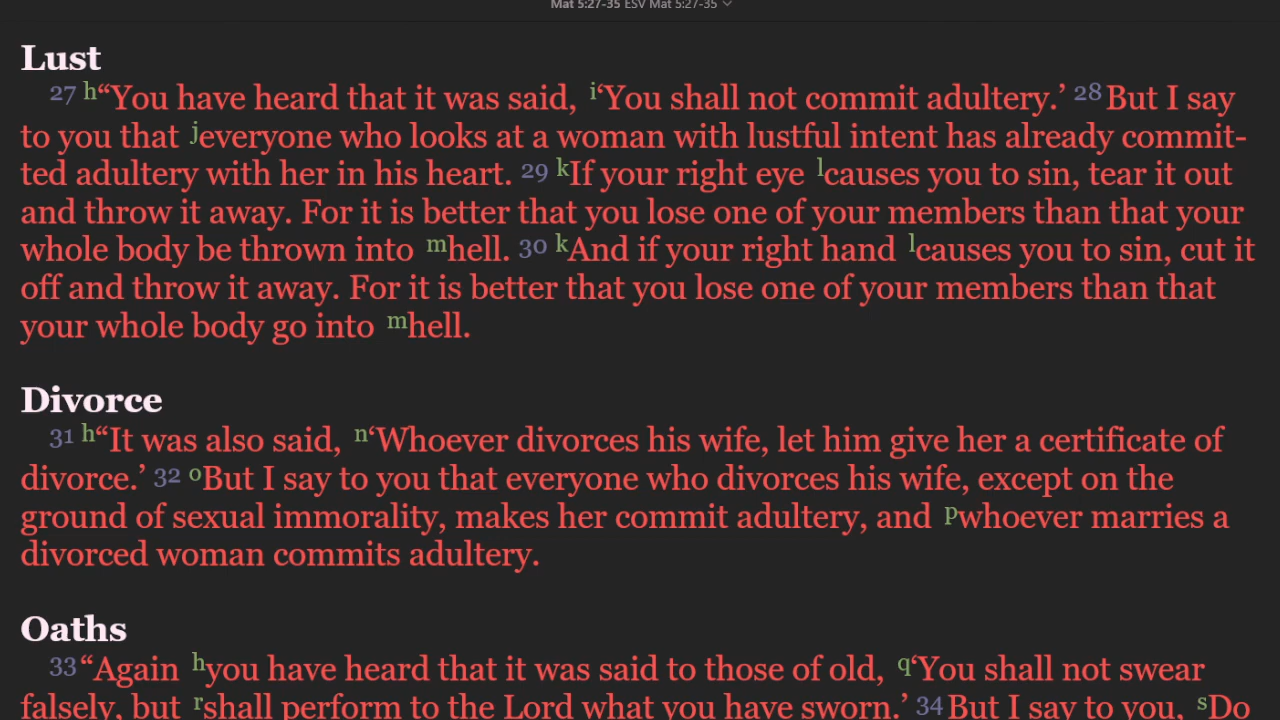 Mat 5:27-35 ESV Mat 5:27-35
Lust
27 h“You have heard that it was said, i‘You shall not commit adultery.’ 28 But I say
to you that jeveryone who looks at a woman with lustful intent has already commit-
ted adultery with her in his heart. 29 kIf your right eye lcauses you to sin, tear it out
and throw it away. For it is better that you lose one of your members than that your
whole body be thrown into mhell. 30 kAnd if your right hand lcauses you to sin, cut it
off and throw it away. For it is better that you lose one of your members than that
your whole body go into mhell.
Divorce
31 h“It was also said, n‘Whoever divorces his wife, let him give her a certificate of
divorce.’ 32 oBut I say to you that everyone who divorces his wife, except on the
ground of sexual immorality, makes her commit adultery, and pwhoever marries a
divorced woman commits adultery.
Oaths
33 “Again hyou have heard that it was said to those of old, q‘You shall not swear
falsely, but rshall perform to the Lord what you have sworn.’ 34 But I say to you, sDo